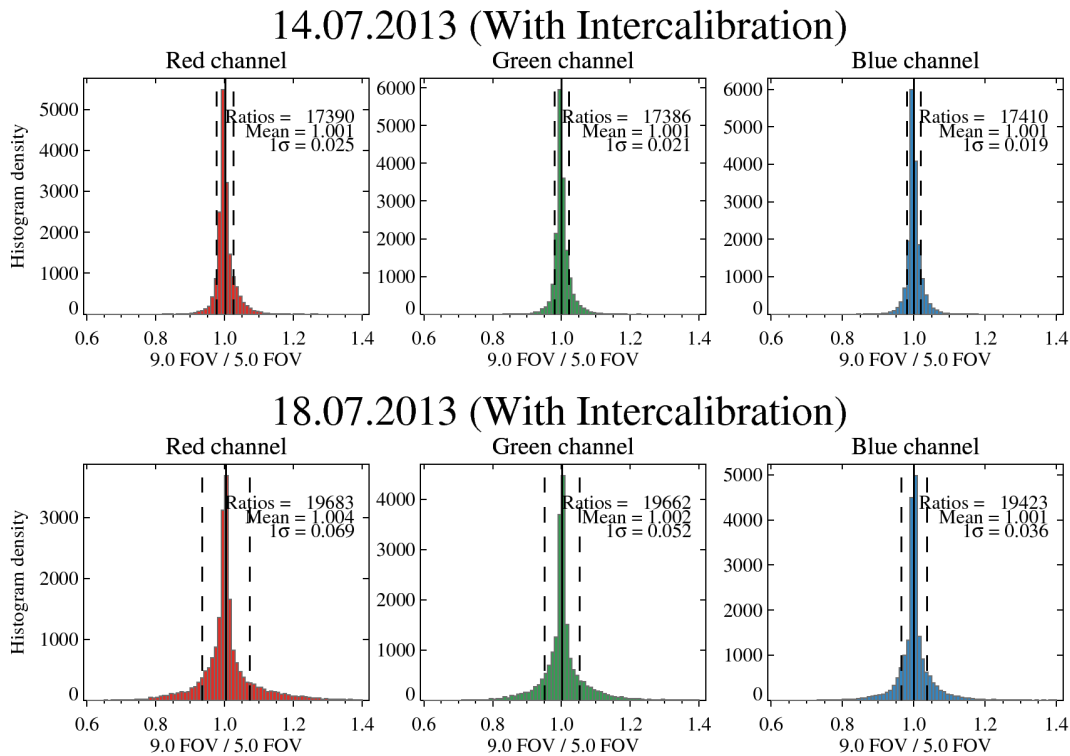 14.07.2013 (With Intercalibration)
Red channel
Green channel
Blue channel
Histogram density
5000
4000
3000
2000
1000
0
Ratios = 17390
Mean = 1.001
1σ = 0.025
0.6 0.8 1.0 1.2 1.4
9.0 FOV / 5.0 FOV
6000
5000
4000
3000
2000
1000
0
Ratios = 17386
Mean = 1.001
1σ = 0.021
0.6 0.8 1.0 1.2 1.4
9.0 FOV / 5.0 FOV
6000
5000
4000
3000
2000
1000
0
Ratios = 17410
Mean = 1.001
1σ = 0.019
0.6 0.8 1.0 1.2 1.4
9.0 FOV / 5.0 FOV
18.07.2013 (With Intercalibration)
Red channel
Green channel
Blue channel
Histogram density
3000
2000
1000
0
Ratios = 19683
Mean = 1.004
1σ = 0.069
0.6 0.8 1.0 1.2 1.4
9.0 FOV / 5.0 FOV
4000
3000
2000
1000
0
Ratios = 19662
Mean = 1.002
1σ = 0.052
0.6 0.8 1.0 1.2 1.4
9.0 FOV / 5.0 FOV
5000
4000
3000
2000
1000
0
Ratios = 19423
Mean = 1.001
1σ = 0.036
0.6 0.8 1.0 1.2 1.4
9.0 FOV / 5.0 FOV